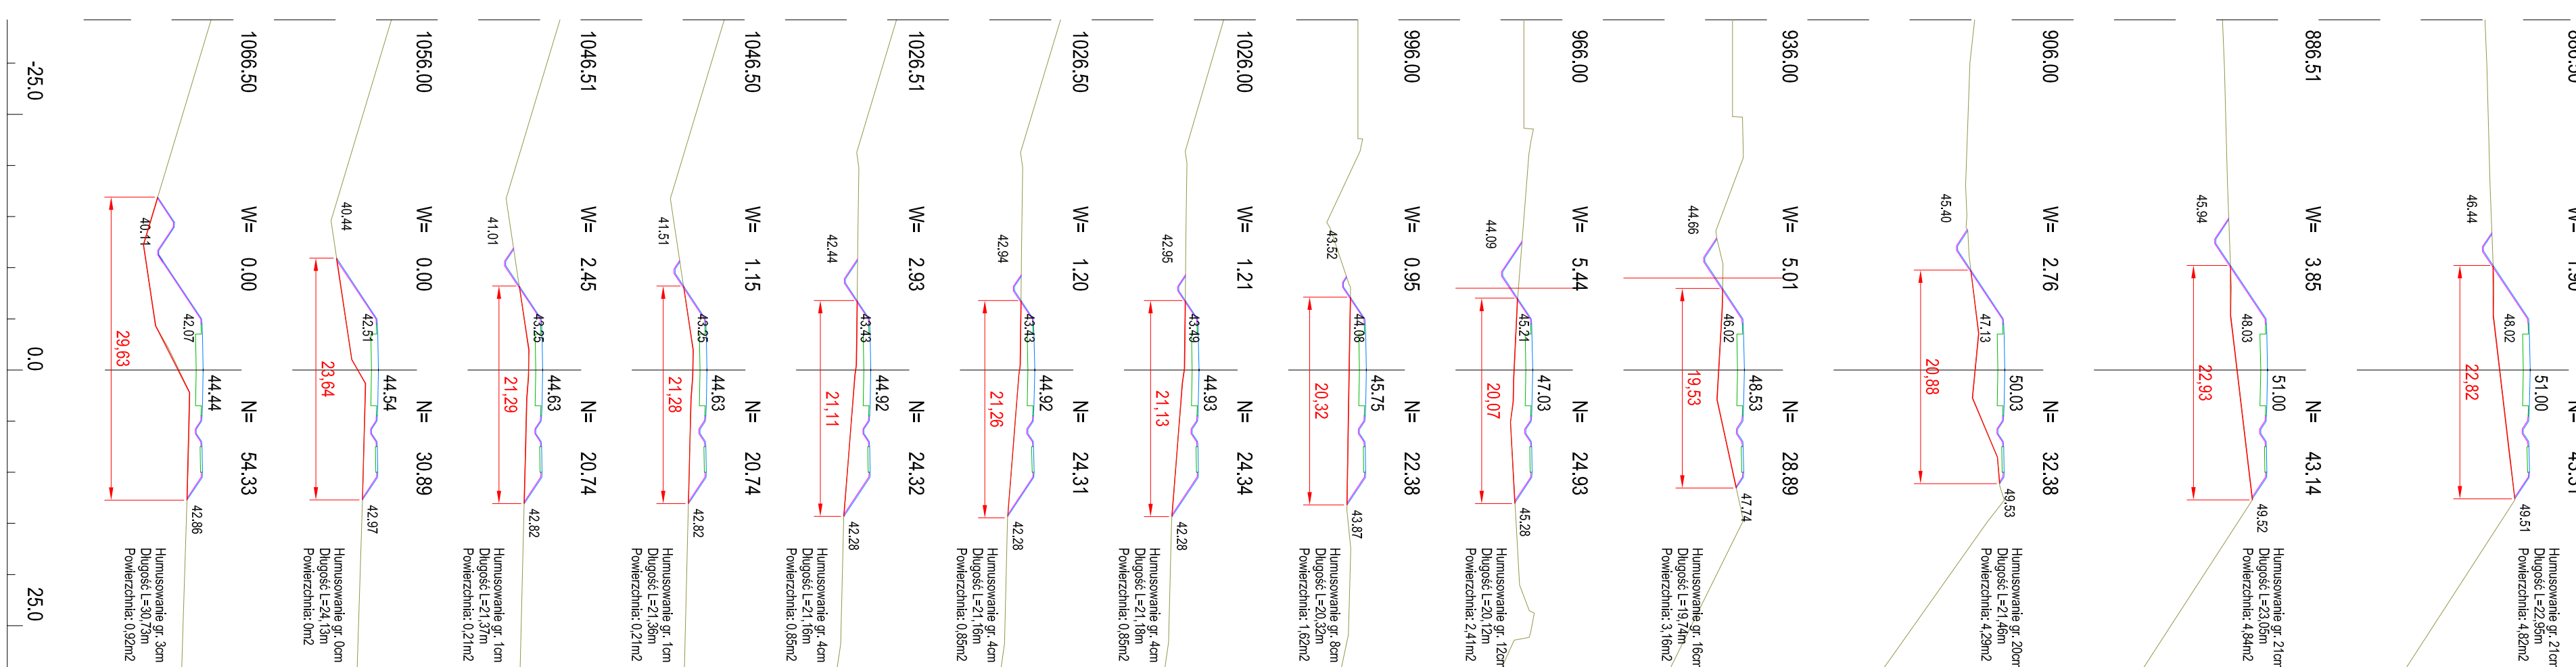 1066.50
W= 0.00 N= 54.33
40.11
42.07
44.44
42.86
29,63
Humusowanie gr. 3cm
Długość L=30,73m
Powierzchnia: 0,92m2
1056.00
W= 0.00 N= 30.89
40.44
42.51
44.54
42.97
23,64
Humusowanie gr. 0cm
Długość L=24,13m
Powierzchnia: 0m2
1046.51
W= 2.45 N= 20.74
41.01
43.25
44.63
42.82
21,29
Humusowanie gr. 1cm
Długość L=21,37m
Powierzchnia: 0,21m2
1046.50
W= 1.15 N= 20.74
41.51
43.25
44.63
42.82
21,28
Humusowanie gr. 1cm
Długość L=21,36m
Powierzchnia: 0,21m2
1026.51
W= 2.93 N= 24.32
42.44
43.43
44.92
42.28
21,11
Humusowanie gr. 4cm
Długość L=21,16m
Powierzchnia: 0,85m2
1026.50
W= 1.20 N= 24.31
42.94
43.43
44.92
42.28
21,26
Humusowanie gr. 4cm
Długość L=21,16m
Powierzchnia: 0,85m2
1026.00
W= 1.21 N= 24.34
42.95
43.49
44.93
42.28
21,13
Humusowanie gr. 4cm
Długość L=21,18m
Powierzchnia: 0,85m2
996.00
W= 0.95 N= 22.38
43.52
44.08
45.75
43.87
20,32
Humusowanie gr. 8cm
Długość L=20,32m
Powierzchnia: 1,62m2
966.00
W= 5.44 N= 24.93
44.09
45.21
47.03
45.28
20,07
Humusowanie gr. 12cm
Długość L=20,12m
Powierzchnia: 2,41m2
936.00
W= 5.01 N= 28.89
44.66
46.02
48.53
47.74
19,53
Humusowanie gr. 16cm
Długość L=19,74m
Powierzchnia: 3,16m2
906.00
W= 2.76 N= 32.38
45.40
47.13
50.03
49.53
20,88
Humusowanie gr. 20cm
Długość L=21,46m
Powierzchnia: 4,29m2
886.51
W= 3.85 N= 43.14
45.94
48.03
51.00
49.52
22,93
Humusowanie gr. 21cm
Długość L=23,05m
Powierzchnia: 4,84m2
886.50
W= 1.90 N=
46.44
48.02
51.00
49.51
22,82
Humusowanie gr. 21cm
Długość L=22,95m
Powierzchnia: 4,82m2
-25.0 0.0 25.0